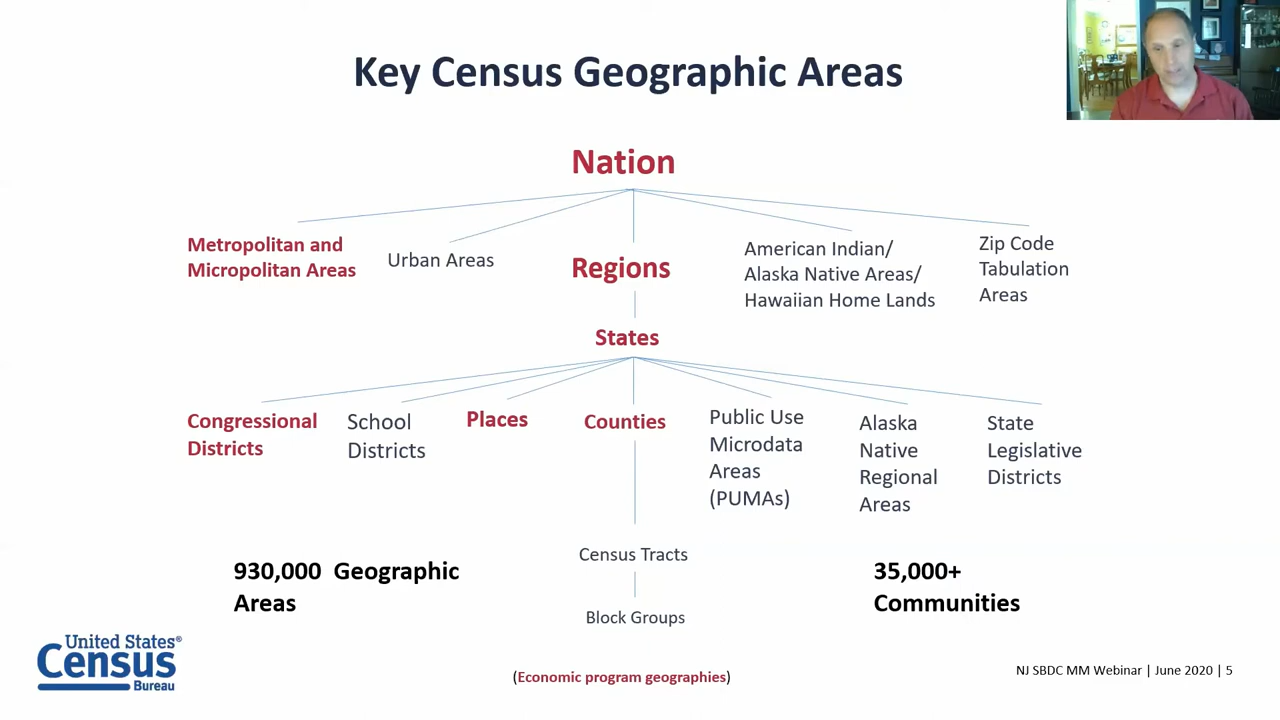 Key Census Geographic Areas
Nation
Metropolitan and
Micropolitan Areas
Urban Areas
Regions
American Indian/
Alaska Native Areas/
Hawaiian Home Lands
Zip Code
Tabulation
Areas
States
Congressional
Districts
School
Districts
Places
Counties
Public Use
Microdata
Areas
(PUMAs)
Alaska
Native
Regional
Areas
State
Legislative
Districts
Census Tracts
Block Groups
930,000 Geographic
Areas
35,000+
Communities
United States®
Census
Bureau
(Economic program geographies)
NJ SBDC MM Webinar | June 2020 | 5